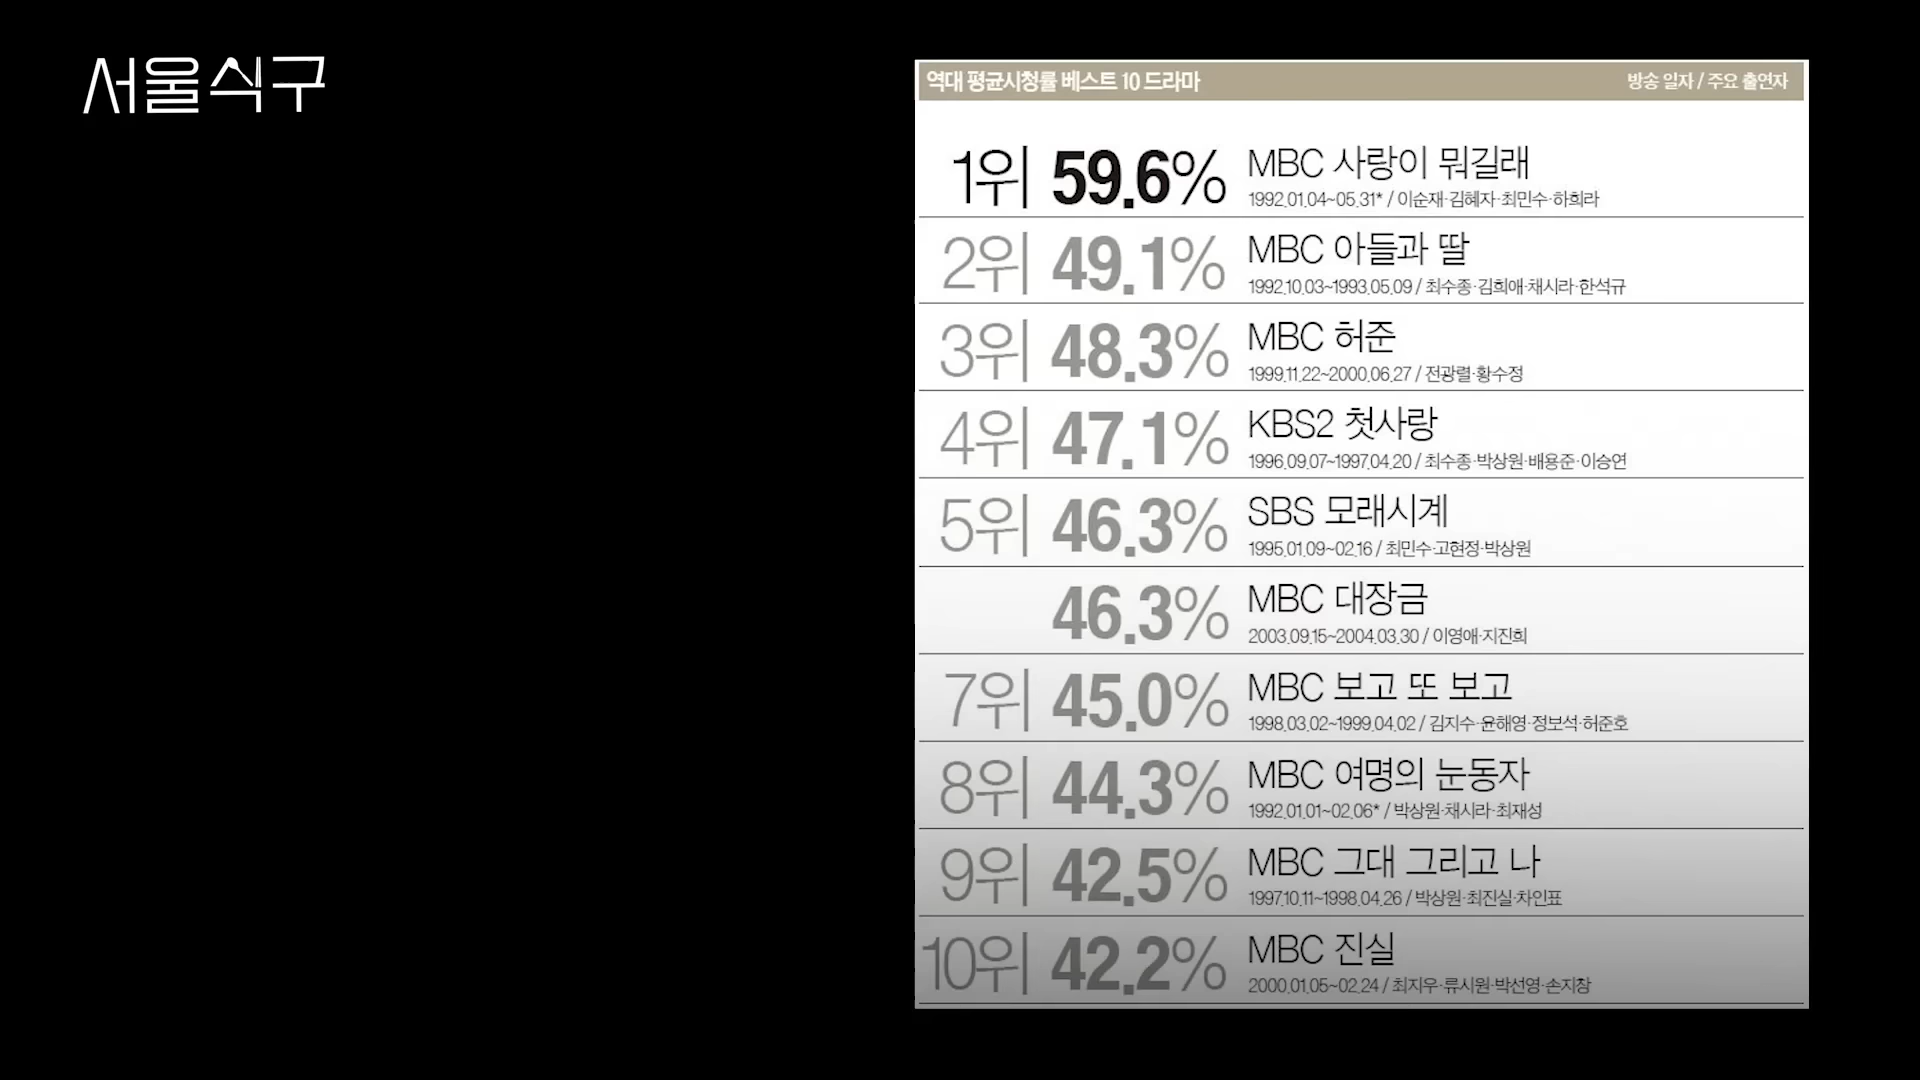 서울식구
역대 평균시청률 베스트 10 드라마 방송 일자 / 주요 출연자
1위 59.6% MBC 사랑이 뭐길래
1992.01.04~05.31* / 이순재·김혜자·최민수·하희라
2위 49.1% MBC 아들과 딸
1992.10.03~1993.05.09 / 최수종·김희애·채시라·한석규
3위 48.3% MBC 허준
1999.11.22~2000.06.27 / 전광렬·황수정
4위 47.1% KBS2 첫사랑
1996.09.07~1997.04.20 / 최수종·박상원·배용준·이승연
5위 46.3% SBS 모래시계
1995.01.09~02.16 / 최민수·고현정·박상원
46.3% MBC 대장금
2003.09.15~2004.03.30 / 이영애·지진희
7위 45.0% MBC 보고 또 보고
1998.03.02~1999.04.02 / 김지수·윤해영·정보석·허준호
8위 44.3% MBC 여명의 눈동자
1992.01.01~02.06* / 박상원·채시라·최재성
9위 42.5% MBC 그대 그리고 나
1997.10.11~1998.04.26 / 박상원·최진실·차인표
10위 42.2% MBC 진실
2000.01.05~02.24 / 최지우·류시원·박선영·손지창